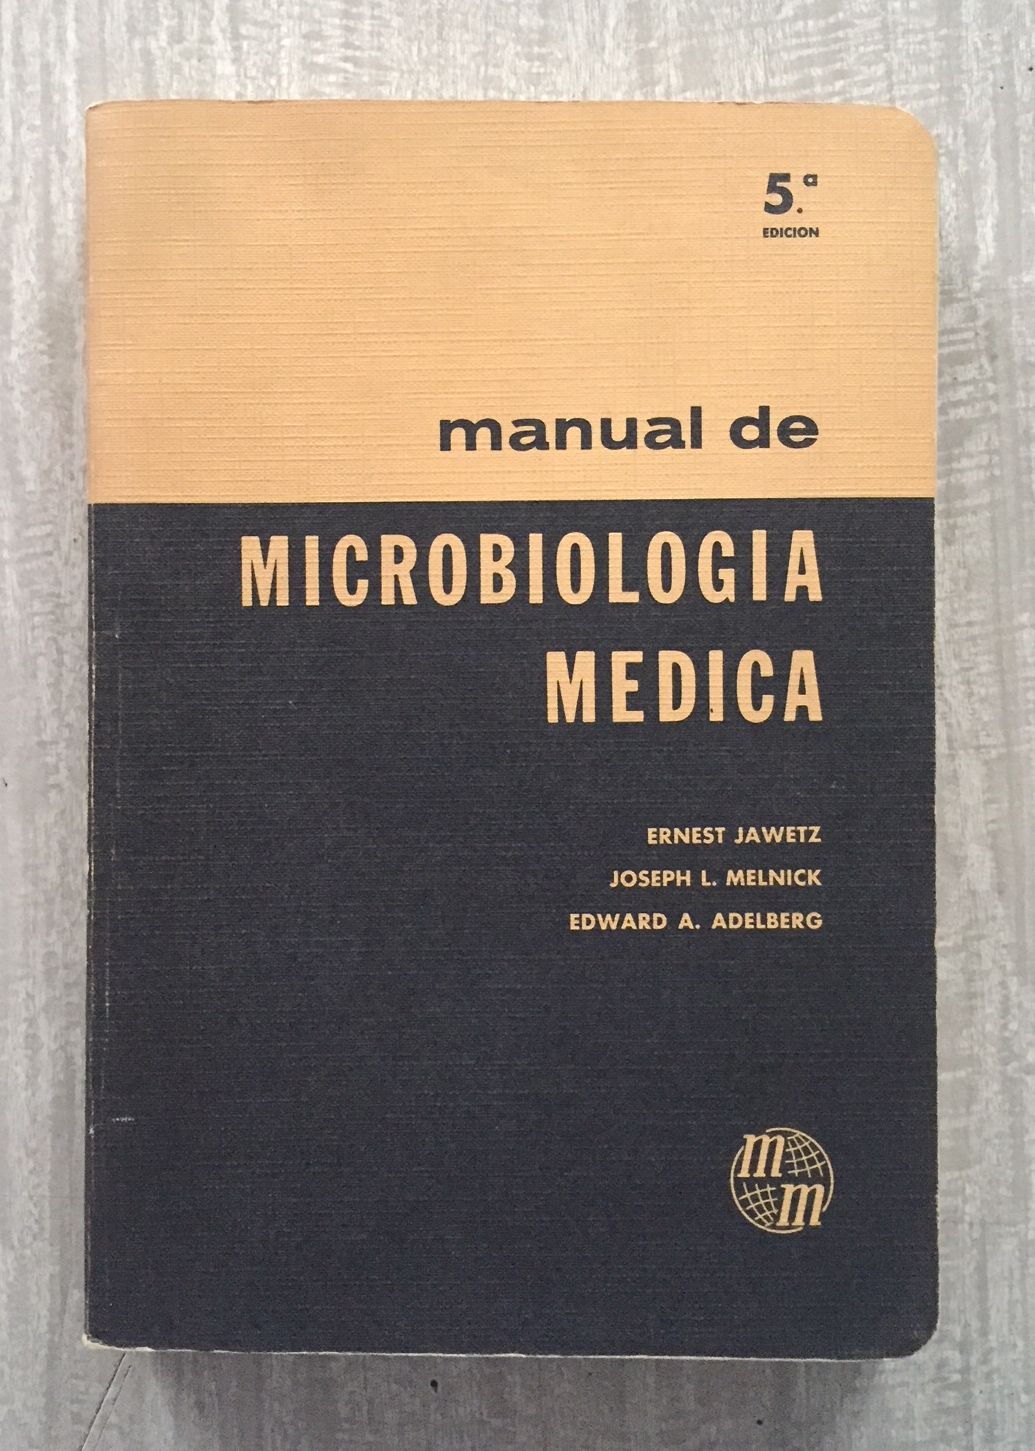 5.ª
EDICION
manual de
MICROBIOLOGIA
MEDICA
ERNEST JAWETZ
JOSEPH L. MELNICK
EDWARD A. ADELBERG
m
m